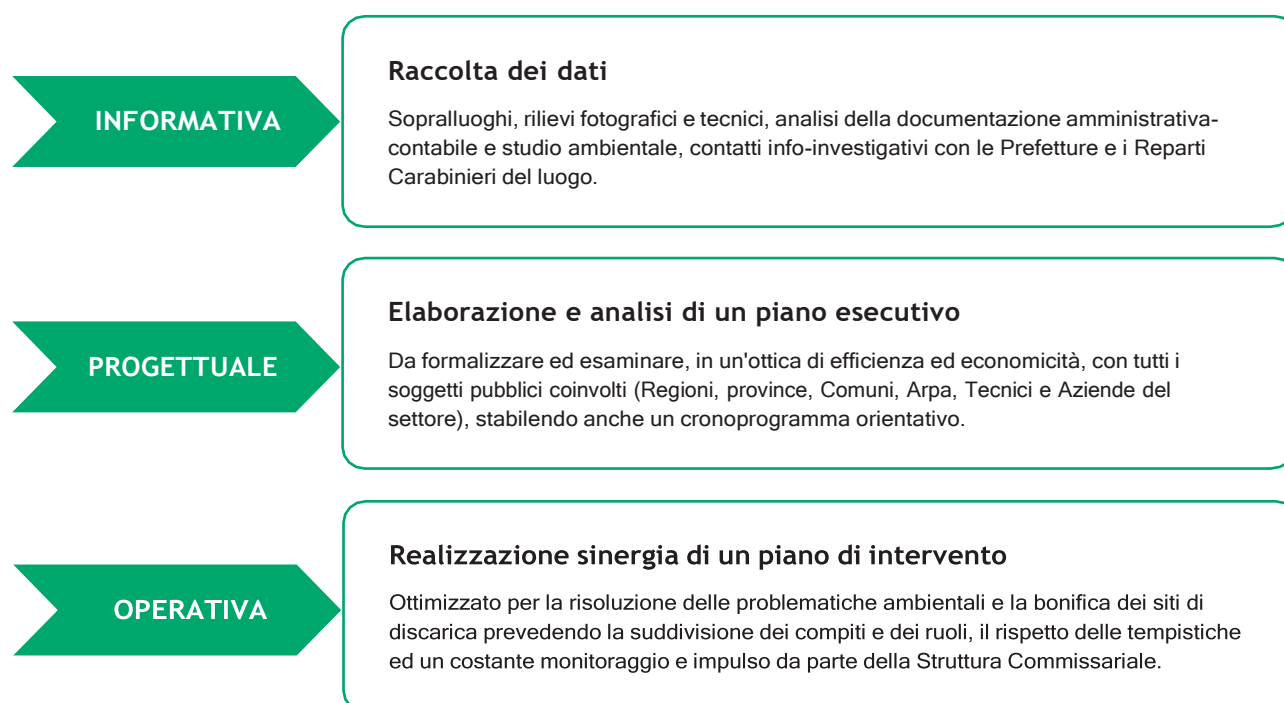 INFORMATIVA
Raccolta dei dati
Sopralluoghi, rilievi fotografici e tecnici, analisi della documentazione amministrativa-
contabile e studio ambientale, contatti info-investigativi con le Prefetture e i Reparti
Carabinieri del luogo.
PROGETTUALE
Elaborazione e analisi di un piano esecutivo
Da formalizzare ed esaminare, in un'ottica di efficienza ed economicità, con tutti i
soggetti pubblici coinvolti (Regioni, province, Comuni, Arpa, Tecnici e Aziende del
settore), stabilendo anche un cronoprogramma orientativo.
OPERATIVA
Realizzazione sinergia di un piano di intervento
Ottimizzato per la risoluzione delle problematiche ambientali e la bonifica dei siti di
discarica prevedendo la suddivisione dei compiti e dei ruoli, il rispetto delle tempistiche
ed un costante monitoraggio e impulso da parte della Struttura Commissariale.